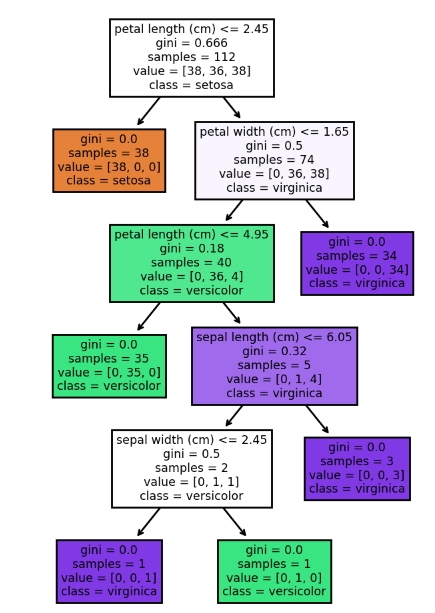 petal length (cm) <= 2.45
gini = 0.666
samples = 112
value = [38, 36, 38]
class = setosa
gini = 0.0
samples = 38
value = [38, 0, 0]
class = setosa
petal width (cm) <= 1.65
gini = 0.5
samples = 74
value = [0, 36, 38]
class = virginica
petal length (cm) <= 4.95
gini = 0.18
samples = 40
value = [0, 36, 4]
class = versicolor
gini = 0.0
samples = 34
value = [0, 0, 34]
class = virginica
gini = 0.0
samples = 35
value = [0, 35, 0]
class = versicolor
sepal length (cm) <= 6.05
gini = 0.32
samples = 5
value = [0, 1, 4]
class = virginica
sepal width (cm) <= 2.45
gini = 0.5
samples = 2
value = [0, 1, 1]
class = versicolor
gini = 0.0
samples = 3
value = [0, 0, 3]
class = virginica
gini = 0.0
samples = 1
value = [0, 0, 1]
class = virginica
gini = 0.0
samples = 1
value = [0, 1, 0]
class = versicolor